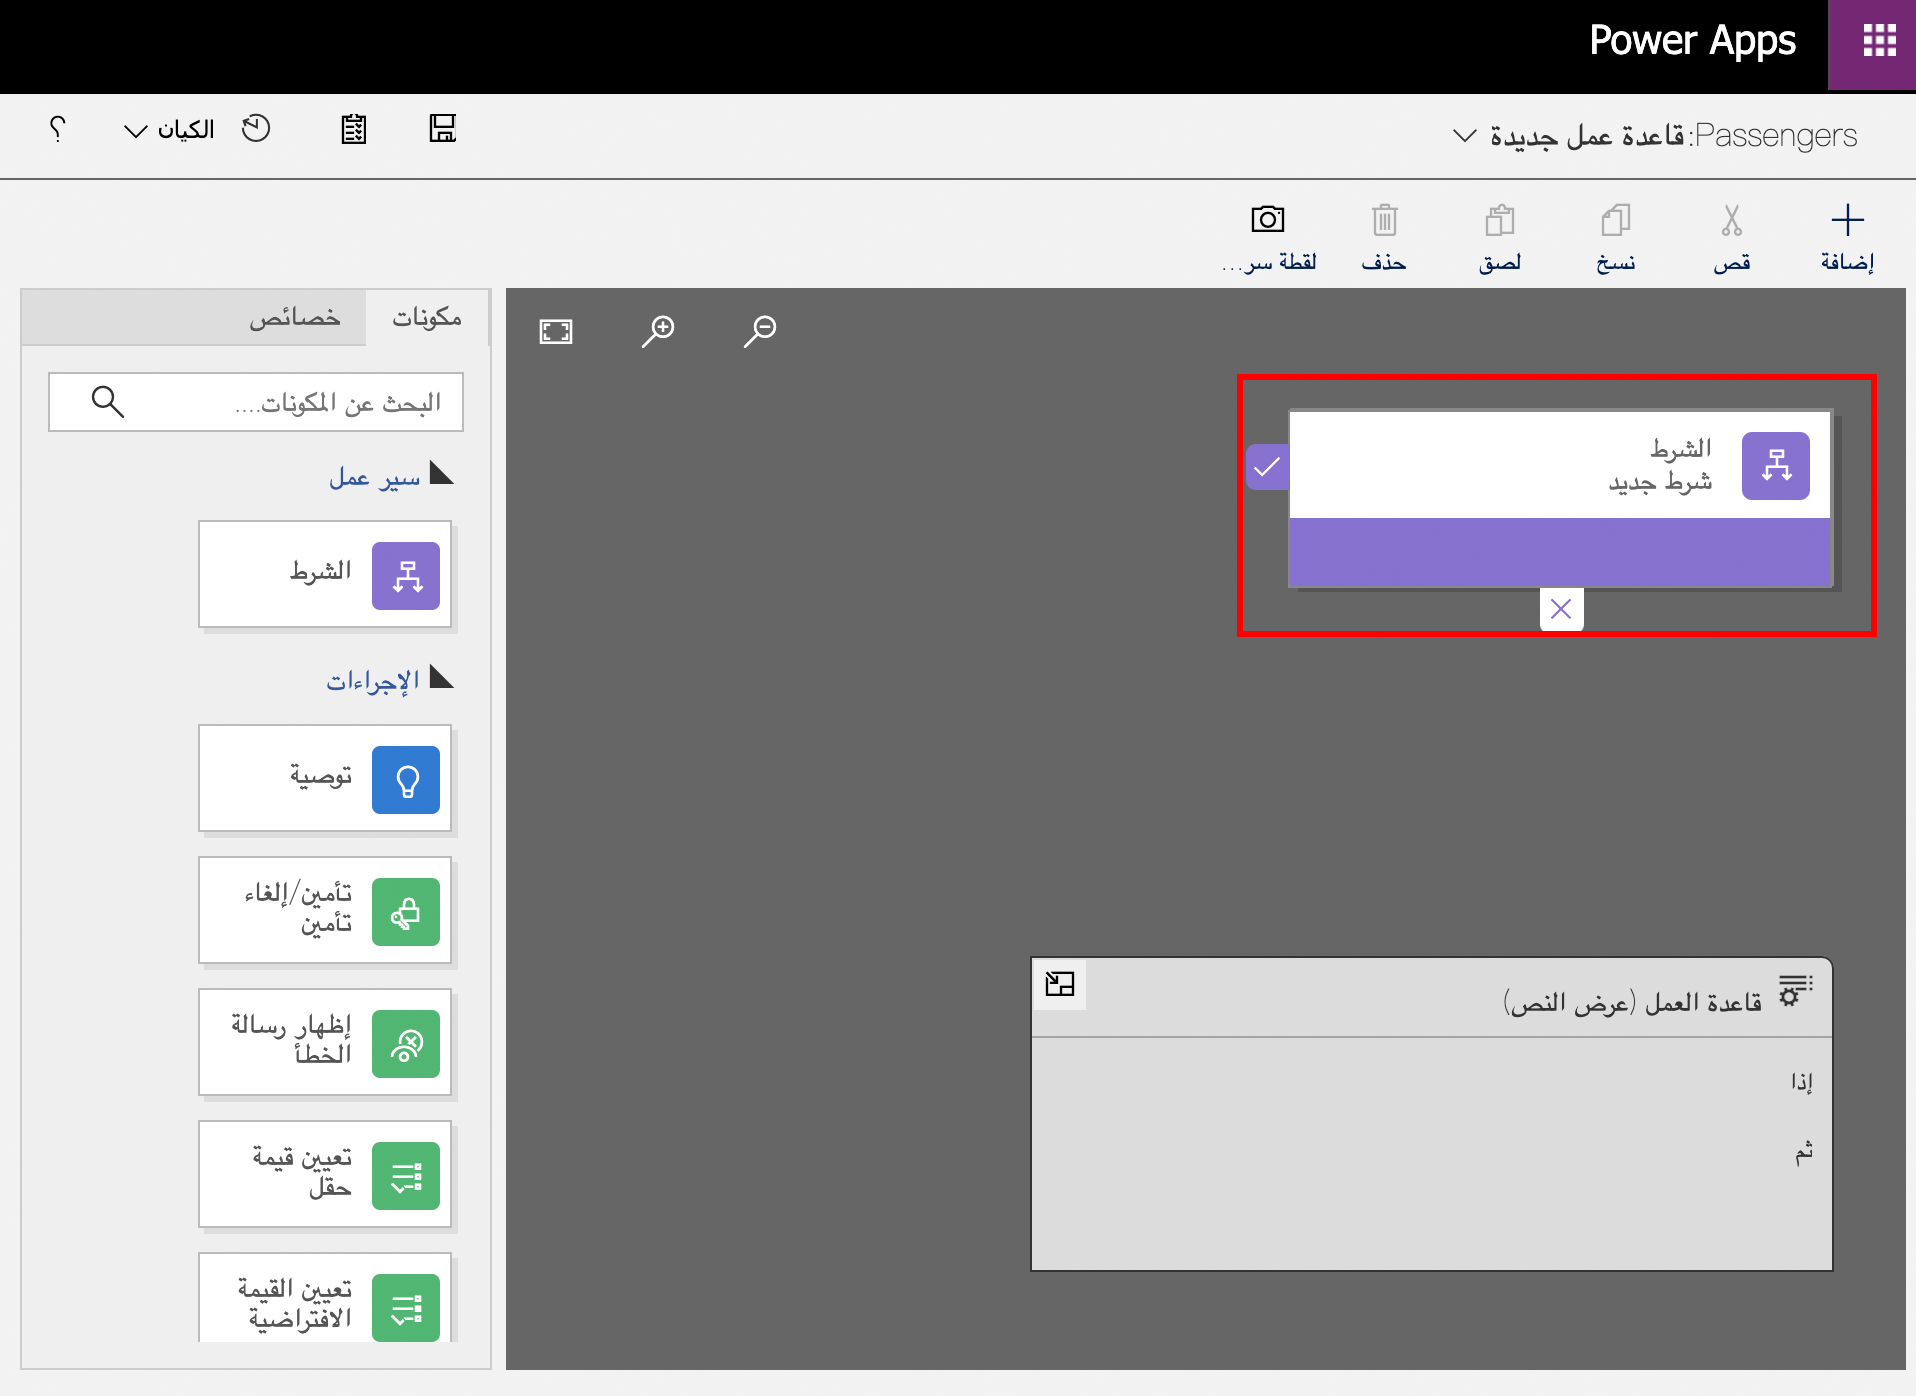 Power Apps
Passengers: قاعدة عمل جديدة
الكيان
؟
إضافة
قص
نسخ
لصق
حذف
لقطة سر...
مكونات
خصائص
البحث عن المكونات....
سير عمل
الشرط
الإجراءات
توصية
تأمين/إلغاء
تأمين
إظهار رسالة
الخطأ
تعيين قيمة
حقل
تعيين القيمة
الافتراضية
الشرط
شرط جديد
قاعدة العمل (عرض النص)
إذا
ثم